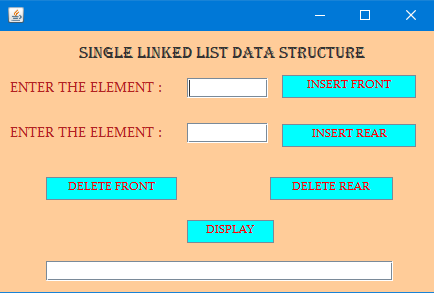 SINGLE LINKED LIST DATA STRUCTURE
ENTER THE ELEMENT : INSERT FRONT
ENTER THE ELEMENT : INSERT REAR
DELETE FRONT DELETE REAR
DISPLAY